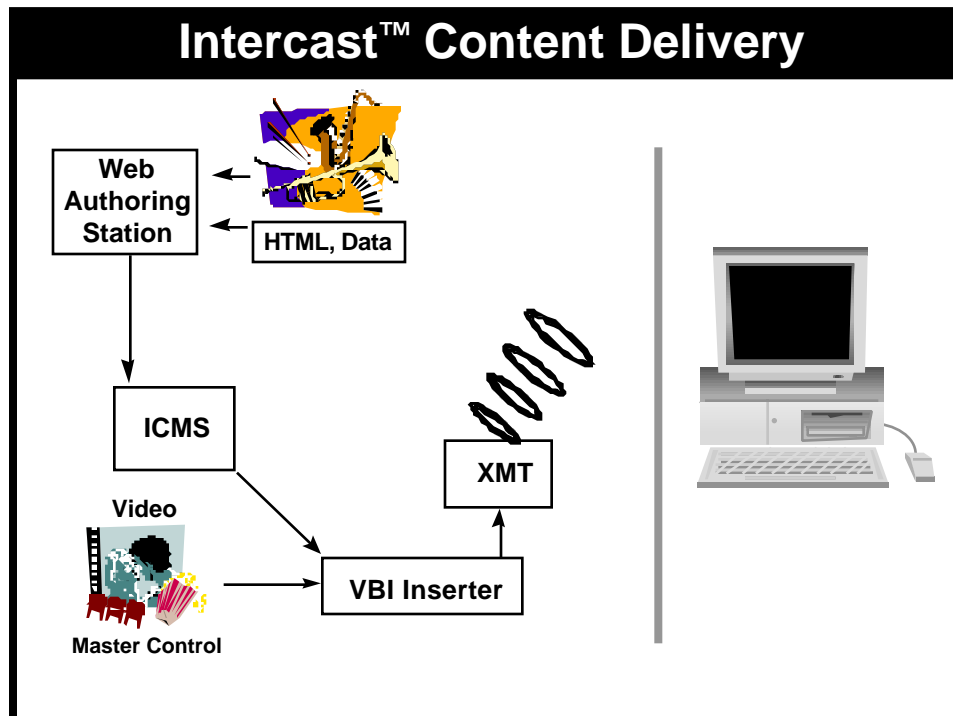 Intercast™ Content Delivery
Web
Authoring
Station
HTML, Data
ICMS
XMT
Video
VBI Inserter
Master Control